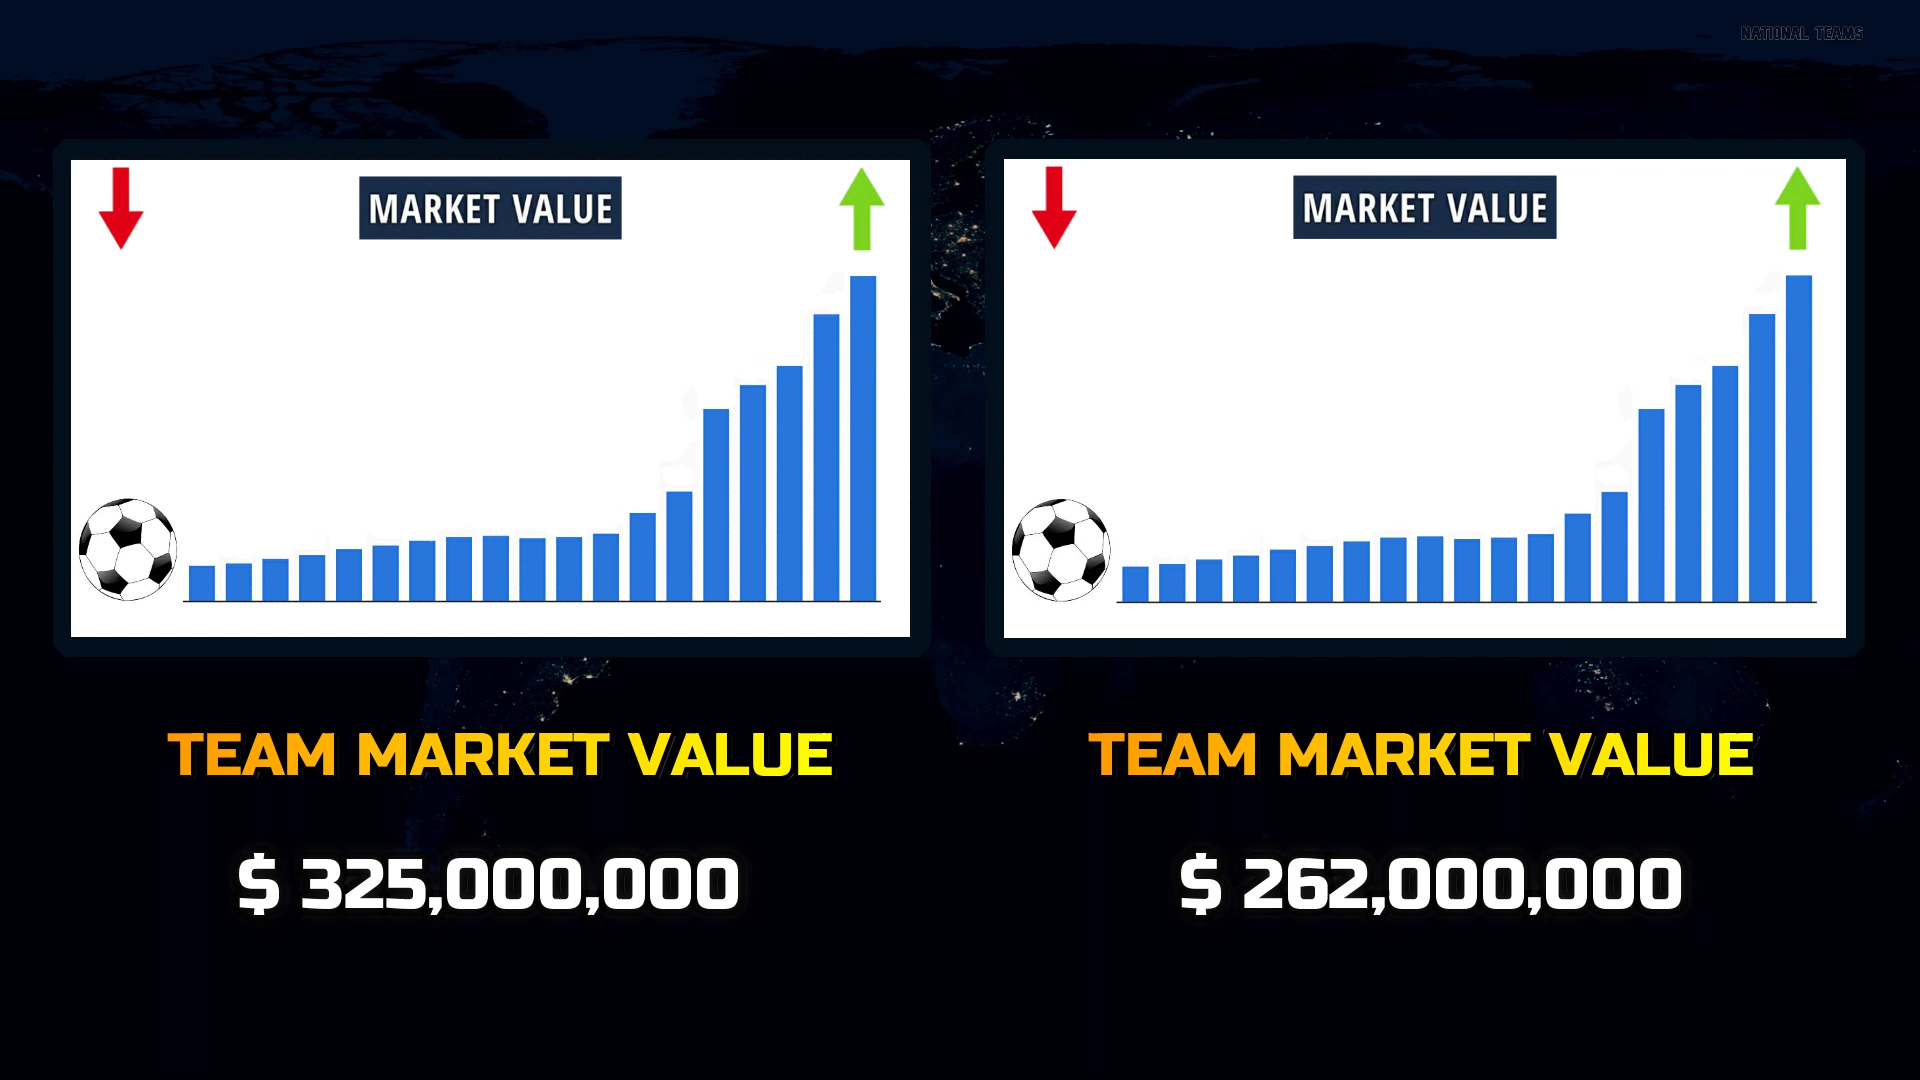 NATIONAL TEAMS
MARKET VALUE
MARKET VALUE
TEAM MARKET VALUE
TEAM MARKET VALUE
$ 325,000,000
$ 262,000,000